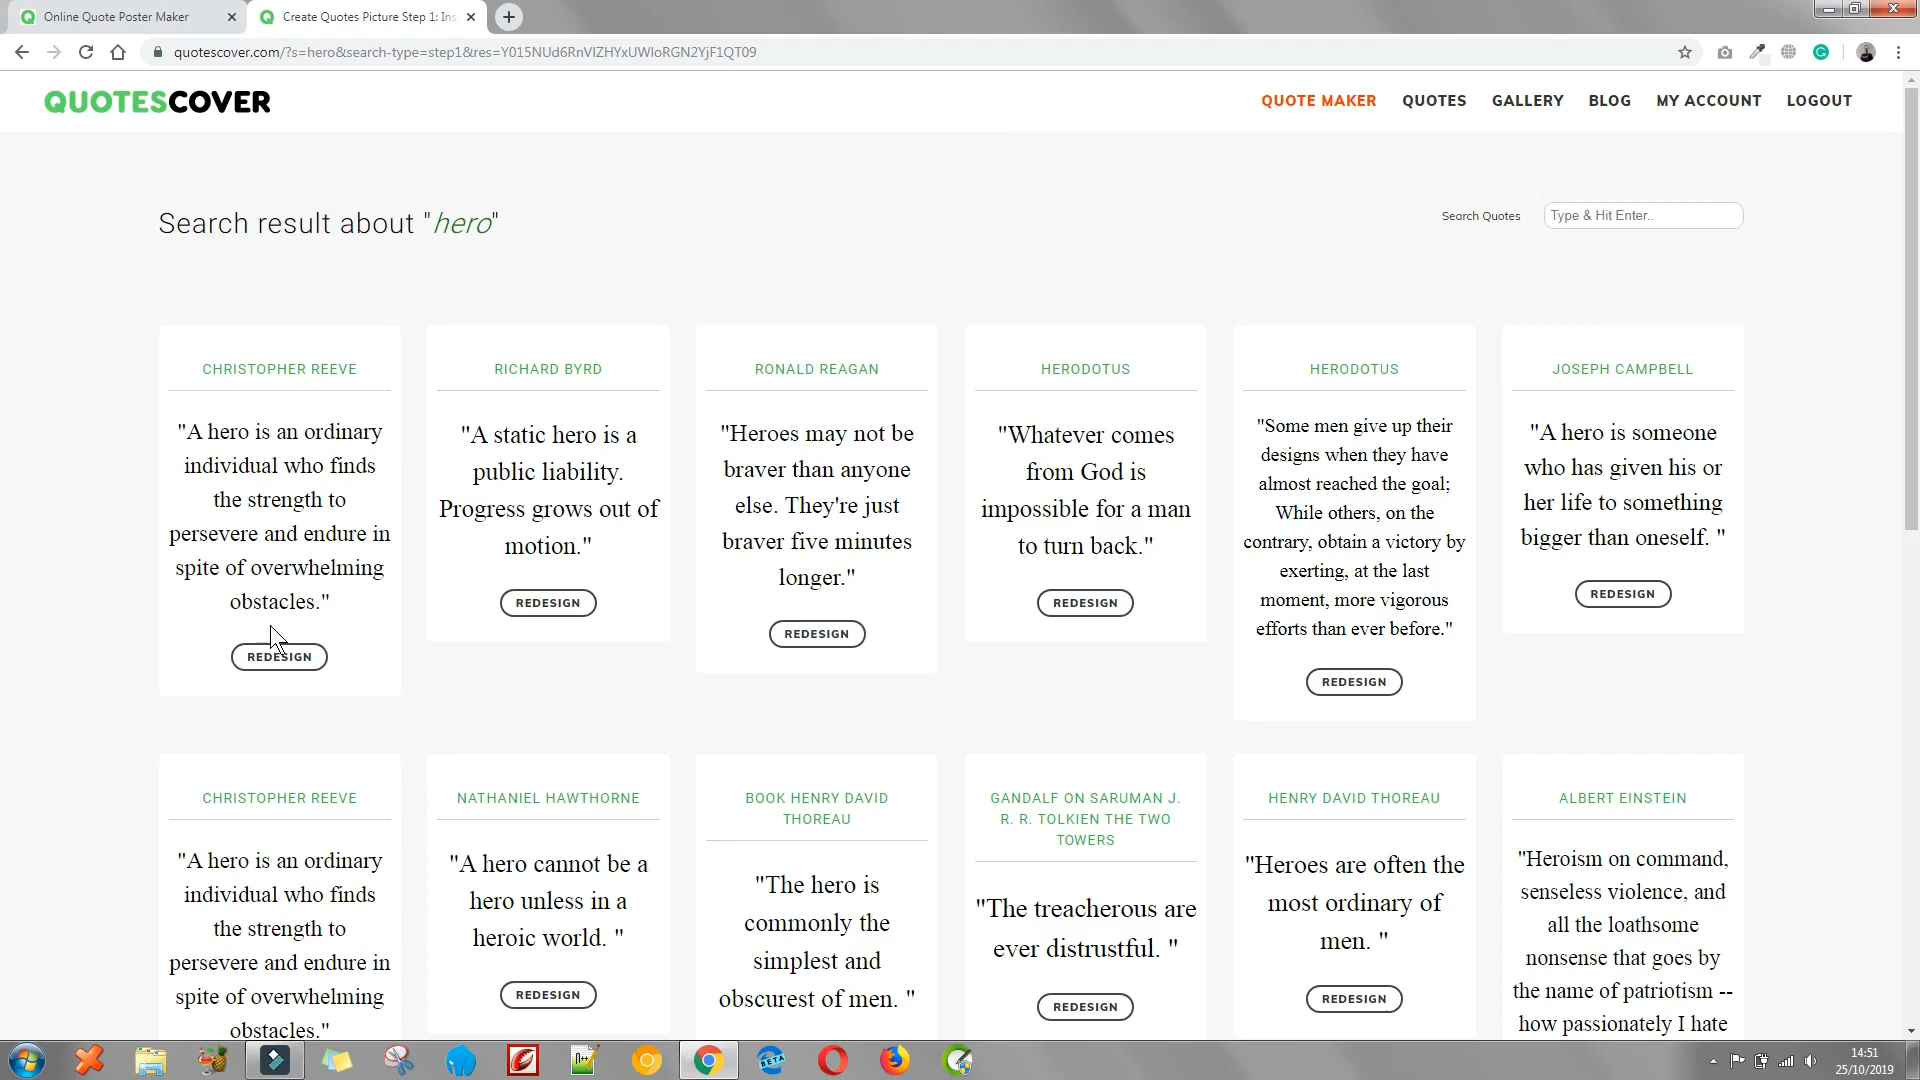 Online Quote Poster Maker
Create Quotes Picture Step 1: Ins
quotescover.com/?s=hero&search-type=step1&res=Y015NUd6RnVIZHYxUWloRGN2YjF1QT09
QUOTESCOVER
QUOTE MAKER
QUOTES
GALLERY
BLOG
MY ACCOUNT
LOGOUT
Search result about "hero"
Search Quotes
Type & Hit Enter..
CHRISTOPHER REEVE
"A hero is an ordinary
individual who finds
the strength to
persevere and endure in
spite of overwhelming
obstacles."
REDESIGN
RICHARD BYRD
"A static hero is a
public liability.
Progress grows out of
motion."
REDESIGN
RONALD REAGAN
"Heroes may not be
braver than anyone
else. They're just
braver five minutes
longer."
REDESIGN
HERODOTUS
"Whatever comes
from God is
impossible for a man
to turn back."
REDESIGN
HERODOTUS
"Some men give up their
designs when they have
almost reached the goal;
While others, on the
contrary, obtain a victory by
exerting, at the last
moment, more vigorous
efforts than ever before."
REDESIGN
JOSEPH CAMPBELL
"A hero is someone
who has given his or
her life to something
bigger than oneself. "
REDESIGN
CHRISTOPHER REEVE
"A hero is an ordinary
individual who finds
the strength to
persevere and endure in
spite of overwhelming
obstacles."
NATHANIEL HAWTHORNE
"A hero cannot be a
hero unless in a
heroic world. "
REDESIGN
BOOK HENRY DAVID
THOREAU
"The hero is
commonly the
simplest and
obscurest of men. "
GANDALF ON SARUMAN J.
R. R. TOLKIEN THE TWO
TOWERS
"The treacherous are
ever distrustful. "
REDESIGN
HENRY DAVID THOREAU
"Heroes are often the
most ordinary of
men. "
REDESIGN
ALBERT EINSTEIN
"Heroism on command,
senseless violence, and
all the loathsome
nonsense that goes by
the name of patriotism --
how passionately I hate
BETA
14:51
25/10/2019